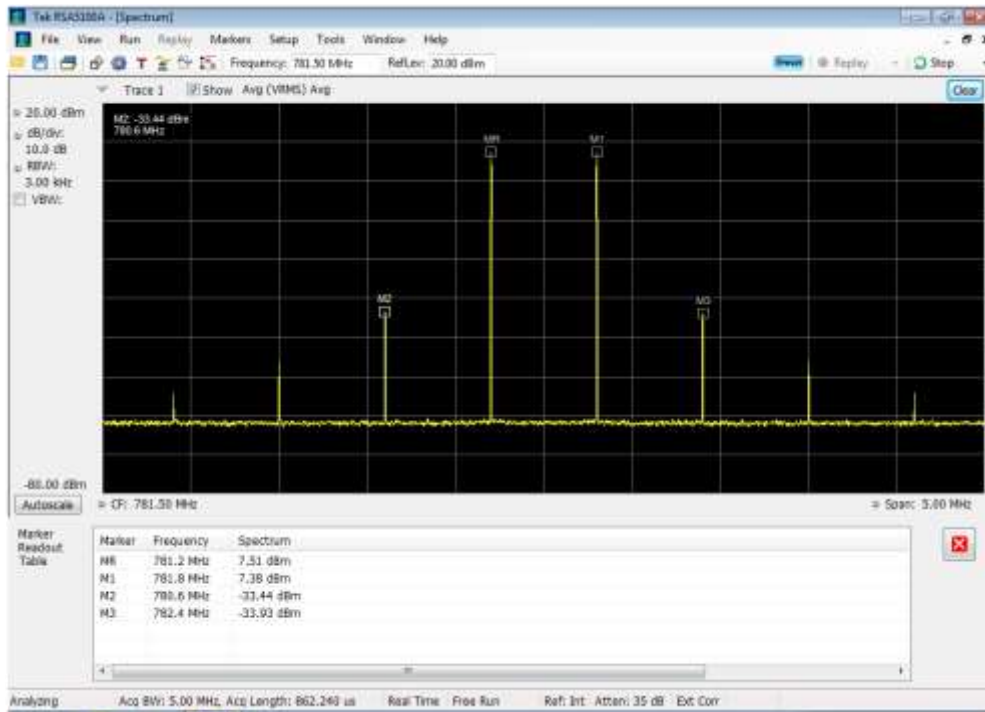 Tek RSA5100A - [Spectrum]
File View Run Replay Markers Setup Tools Window Help
T Frequency: 781.50 MHz RefLev: 20.00 dBm Preset Replay Stop
Trace 1 Show Avg (VRMS) Avg Clear
20.00 dBm
dB/div:
10.0 dB
RBW:
3.00 kHz
VBW:
M2: -33.44 dBm
780.6 MHz
MR M1
M2 M3
-80.00 dBm
Autoscale CF: 781.50 MHz Span: 5.00 MHz
Marker
Readout
Table
Marker Frequency Spectrum
MR 781.2 MHz 7.51 dBm
M1 781.8 MHz 7.38 dBm
M2 780.6 MHz -33.44 dBm
M3 782.4 MHz -33.93 dBm
Analyzing Acq BW: 5.00 MHz, Acq Length: 862.240 us Real Time Free Run Ref: Int Atten: 35 dB Ext Corr